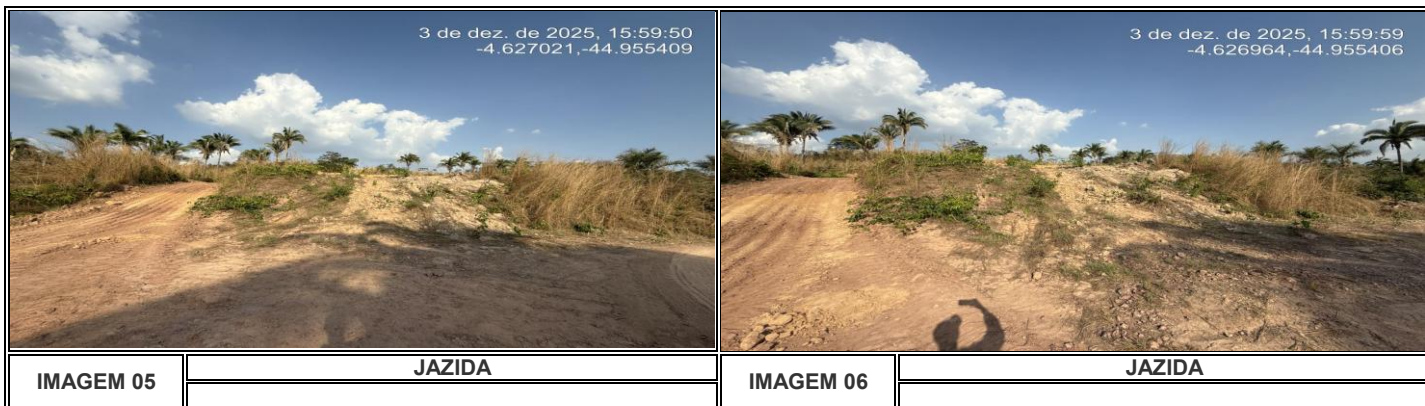 3 de dez. de 2025, 15:59:50
-4.627021,-44.955409
3 de dez. de 2025, 15:59:59
-4.626964,-44.955406
IMAGEM 05
JAZIDA
IMAGEM 06
JAZIDA